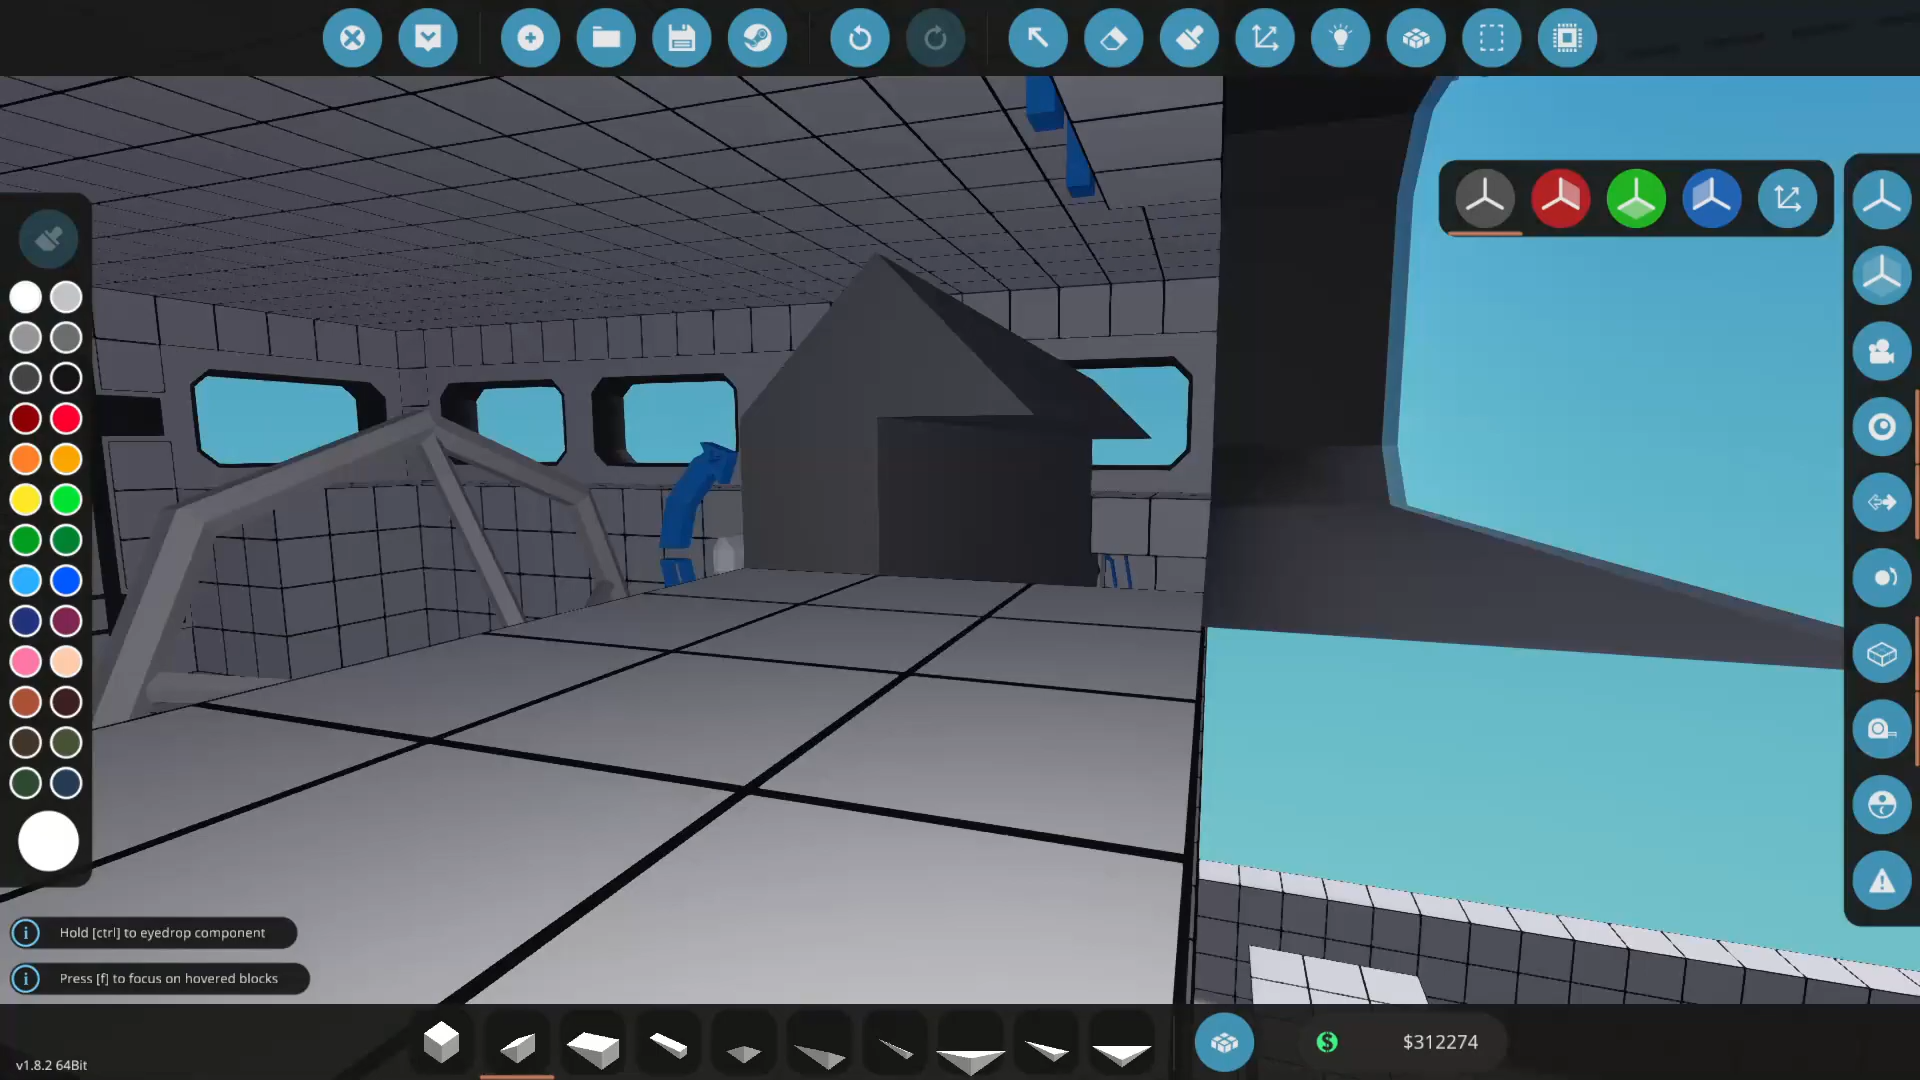 Hold [ctrl] to eyedrop component
Press [f] to focus on hovered blocks
$312274
v1.8.2 64Bit